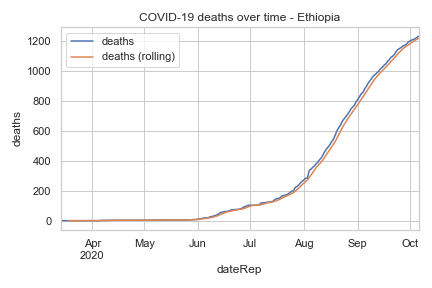 COVID-19 deaths over time - Ethiopia
deaths
deaths (rolling)
1200
1000
800
600
400
200
0
deaths
Apr
2020
May
Jun
Jul
Aug
Sep
Oct
dateRep